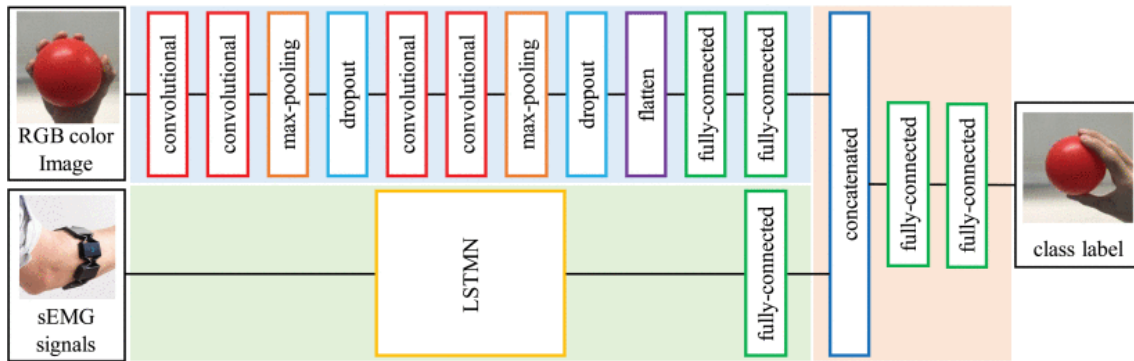 RGB color
Image
convolutional
convolutional
max-pooling
dropout
convolutional
convolutional
max-pooling
dropout
flatten
fully-connected
fully-connected
sEMG
signals
LSTMN
fully-connected
concatenated
fully-connected
fully-connected
class label